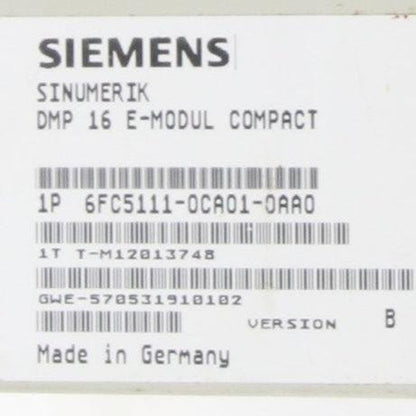 SIEMENS
SINUMERIK
DMP 16 E-MODUL COMPACT
1P 6FC5111-0CA01-0AA0
1T T-M12013748
GWE-570531910102
VERSION B
Made in Germany